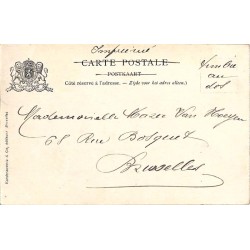 Imprimé
CARTE POSTALE
POSTKAART
Côté réservé à l'adresse. — Zijde voor het adres alleen.
Timbre
au
dos
Mademoiselle
68 Rue Bosquet
Bruxelles